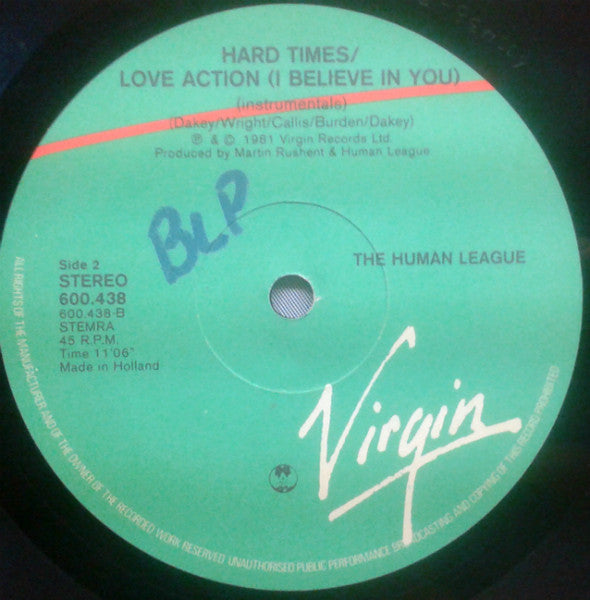 HARD TIMES/
LOVE ACTION (I BELIEVE IN YOU)
(instrumentals)
(Dakey/Wright/Callis/Burden/Dakey)
℗ & © 1981 Virgin Records Ltd.
Produced by Martin Rushent & Human League.
BLP
Side 2
STEREO
600.438
600.438-B
STEMRA
45 R.P.M.
Time 11'06"
Made in Holland
THE HUMAN LEAGUE
Virgin
ALL RIGHTS OF THE MANUFACTURER AND OF THE OWNER OF THE RECORDED WORK RESERVED UNAUTHORISED PUBLIC PERFORMANCE BROADCASTING AND COPYING OF THIS RECORD PROHIBITED